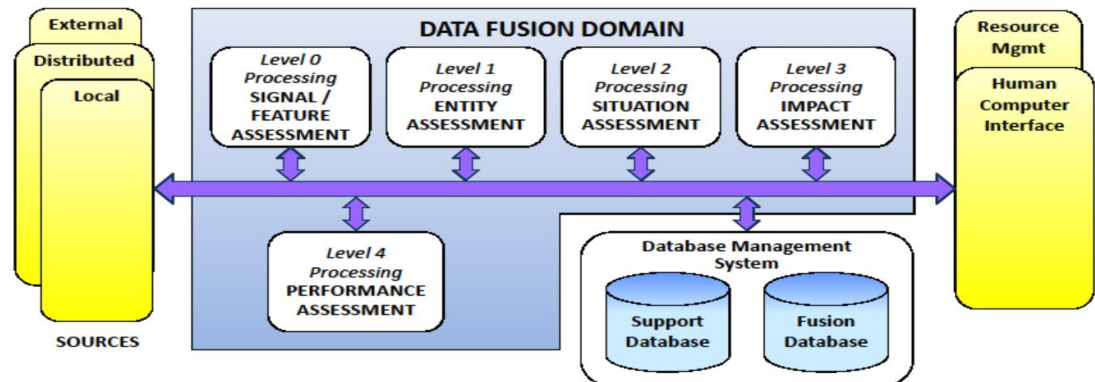 External
Distributed
Local
SOURCES
DATA FUSION DOMAIN
Level 0
Processing
SIGNAL /
FEATURE
ASSESSMENT
Level 1
Processing
ENTITY
ASSESSMENT
Level 2
Processing
SITUATION
ASSESSMENT
Level 3
Processing
IMPACT
ASSESSMENT
Level 4
Processing
PERFORMANCE
ASSESSMENT
Database Management
System
Support
Database
Fusion
Database
Resource
Mgmt
Human
Computer
Interface